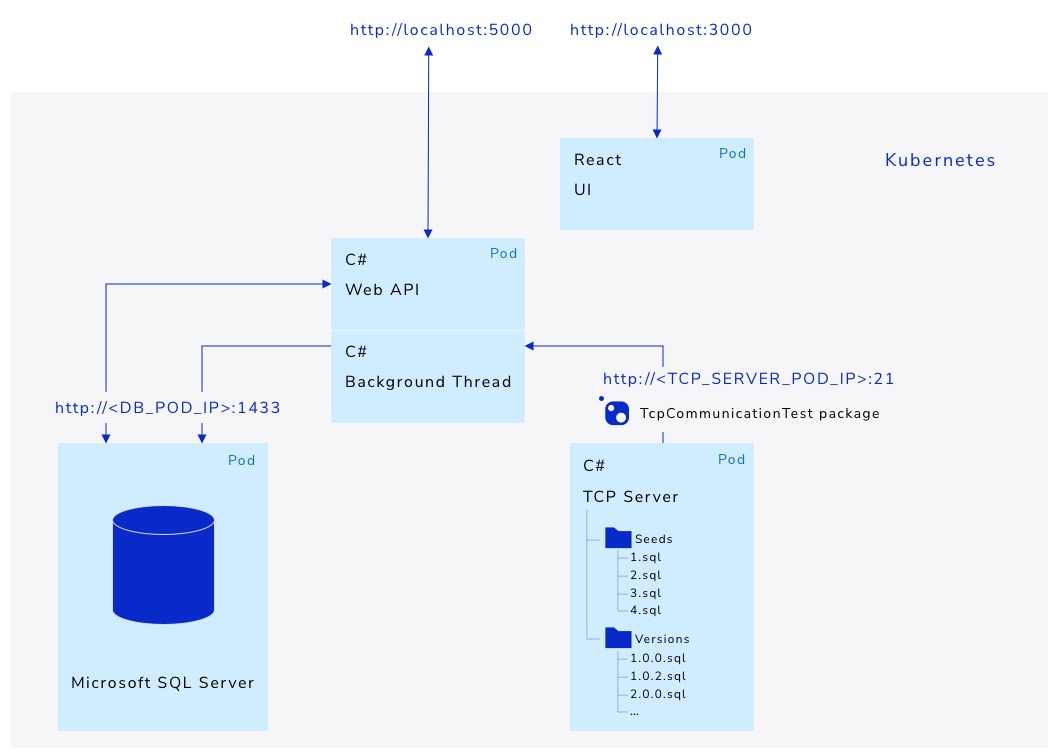 http://localhost:5000
http://localhost:3000
Kubernetes
React
Pod
UI
C#
Pod
Web API
C#
Background Thread
http://<DB_POD_IP>:1433
http://<TCP_SERVER_POD_IP>:21
TcpCommunicationTest package
Pod
Microsoft SQL Server
C#
Pod
TCP Server
Seeds
1.sql
2.sql
3.sql
4.sql
Versions
1.0.0.sql
1.0.2.sql
2.0.0.sql
...